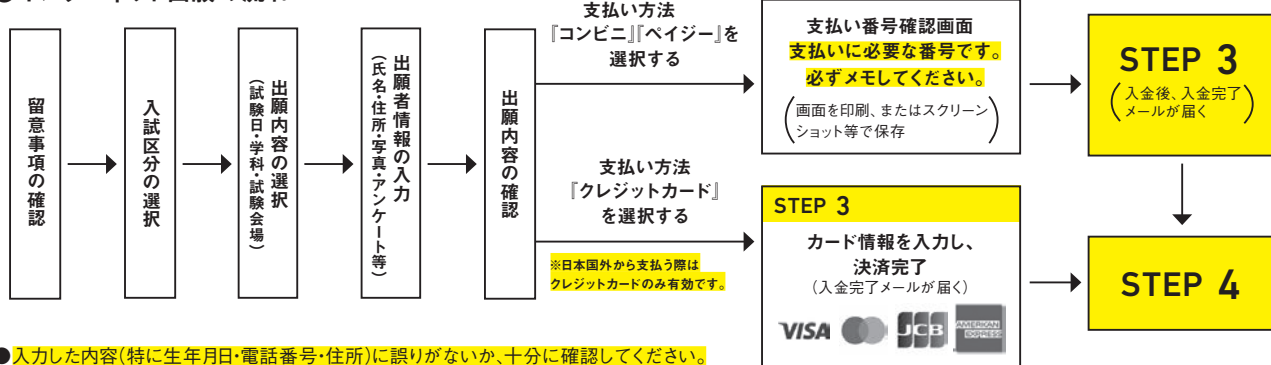 留意事項の確認
入試区分の選択
出願内容の選択
(試験日・学科・試験会場)
出願者情報の入力
(氏名・住所・写真・アンケート等)
出願内容の確認
支払い方法
『コンビニ』『ペイジー』を
選択する
支払い番号確認画面
支払いに必要な番号です。
必ずメモしてください。
(画面を印刷、またはスクリーン
ショット等で保存)
STEP 3
(入金後、入金完了
メールが届く)
支払い方法
『クレジットカード』
を選択する
※日本国外から支払う際は
クレジットカードのみ有効です。
STEP 3
カード情報を入力し、
決済完了
(入金完了メールが届く)
VISA
JCB
AMERICAN
EXPRESS
STEP 4
●入力した内容(特に生年月日・電話番号・住所)に誤りがないか、十分に確認してください。